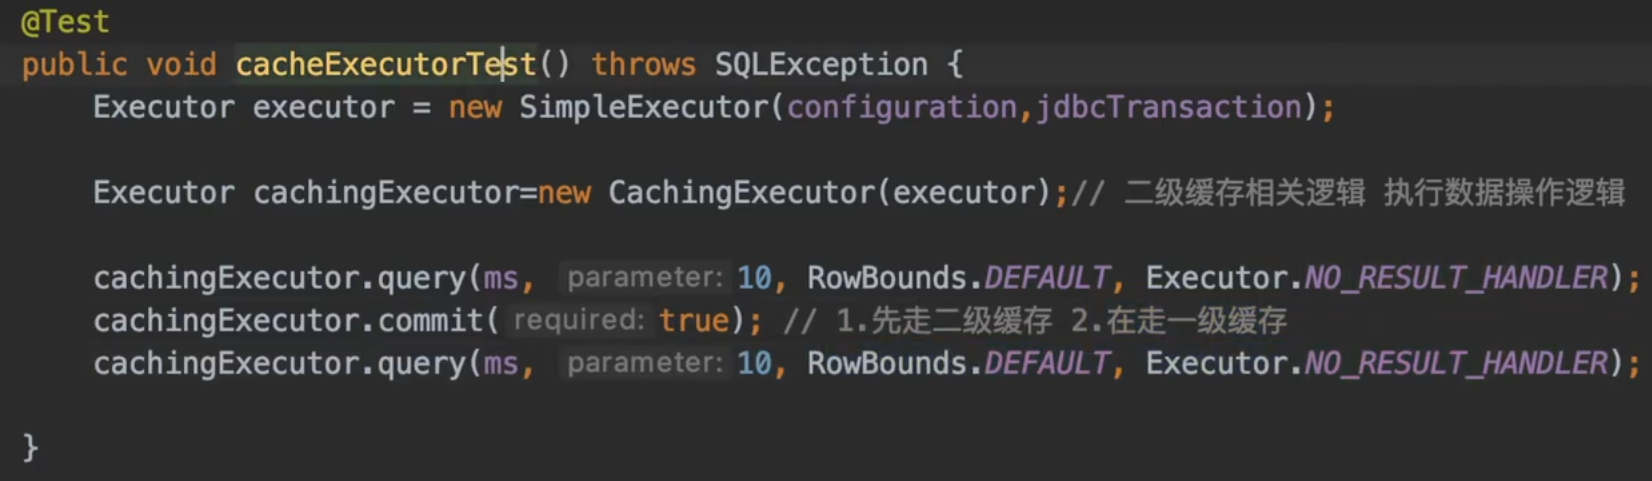 @Test
public void cacheExecutorTest() throws SQLException {
Executor executor = new SimpleExecutor(configuration,jdbcTransaction);
Executor cachingExecutor=new CachingExecutor(executor);// 二级缓存相关逻辑 执行数据操作逻辑
cachingExecutor.query(ms, parameter: 10, RowBounds.DEFAULT, Executor.NO_RESULT_HANDLER);
cachingExecutor.commit( required: true); // 1.先走二级缓存 2.在走一级缓存
cachingExecutor.query(ms, parameter: 10, RowBounds.DEFAULT, Executor.NO_RESULT_HANDLER);
}